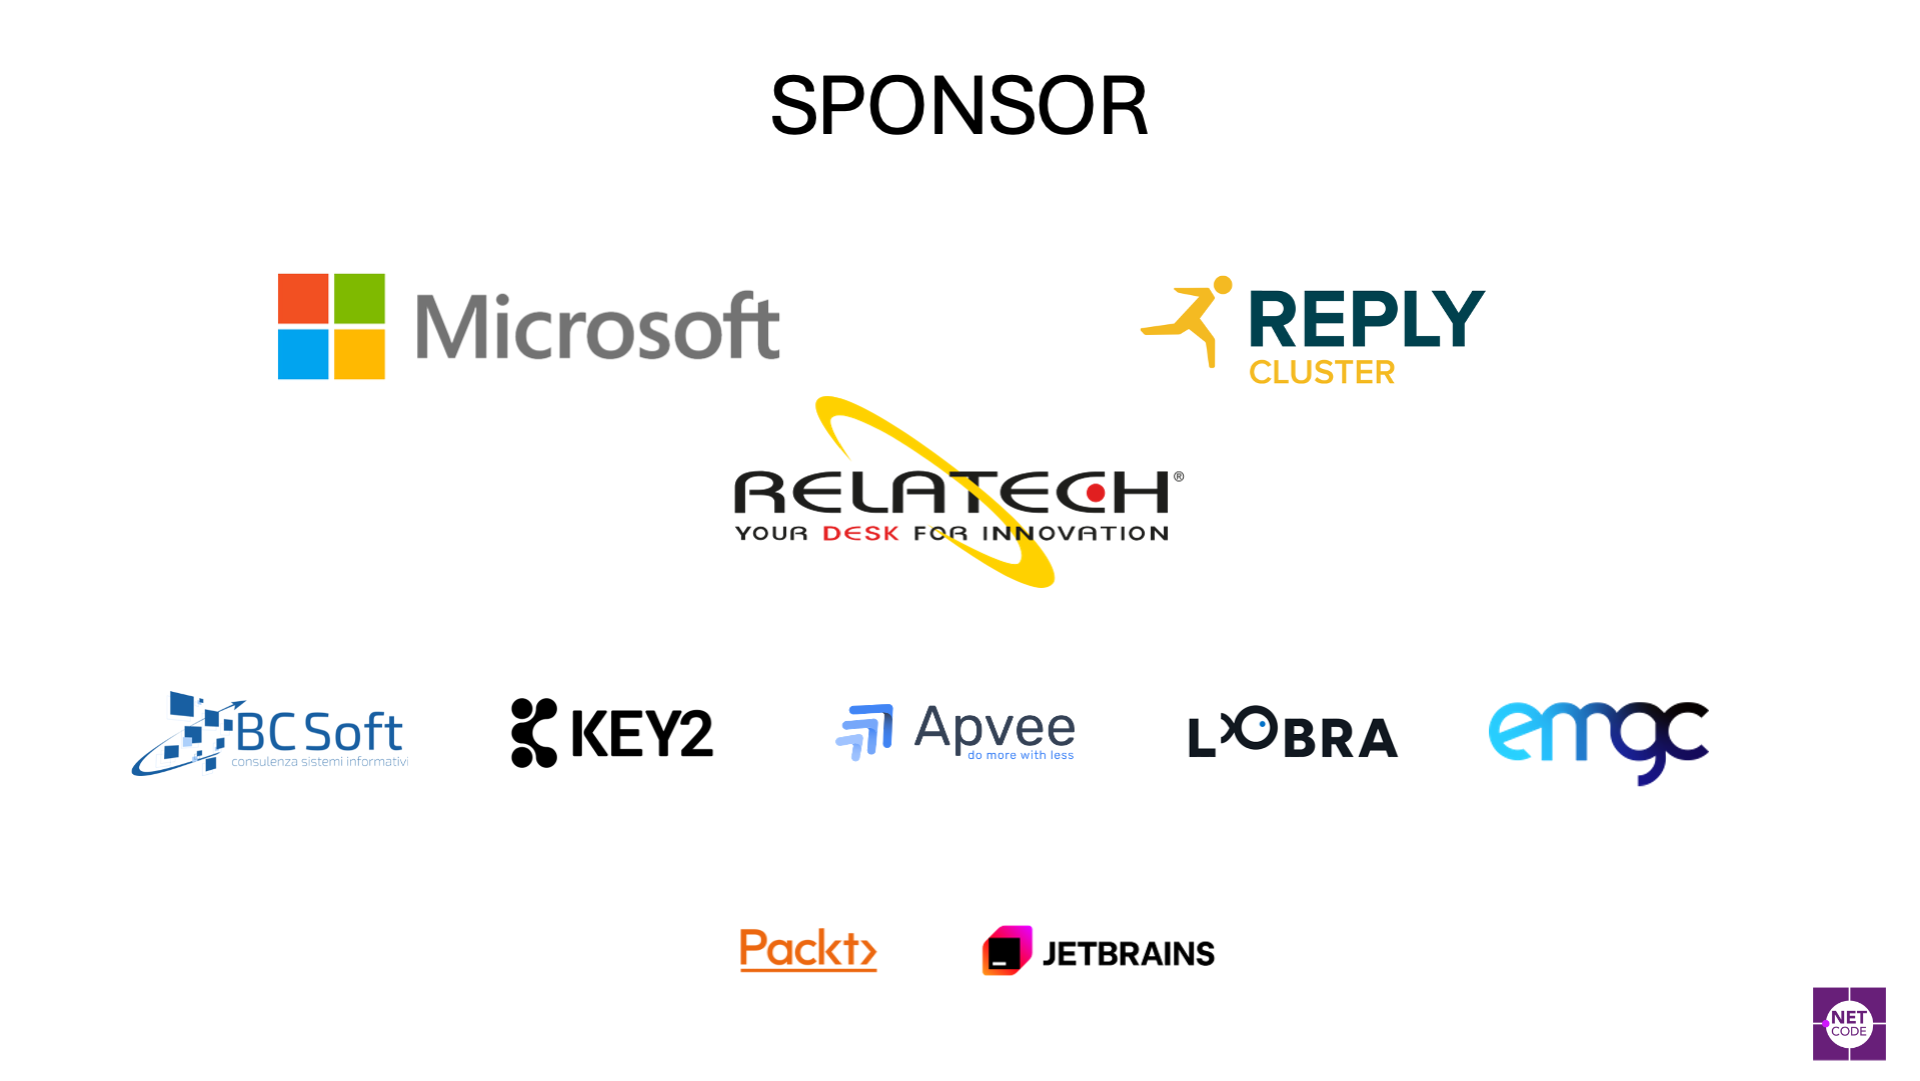 SPONSOR
Microsoft
REPLY
CLUSTER
RELATECH®
YOUR DESK FOR INNOVATION
BC Soft
consulenza sistemi informativi
KEY2
Apvee
do more with less
LOBRA
emgc
Packt>
JETBRAINS
.NET
CODE